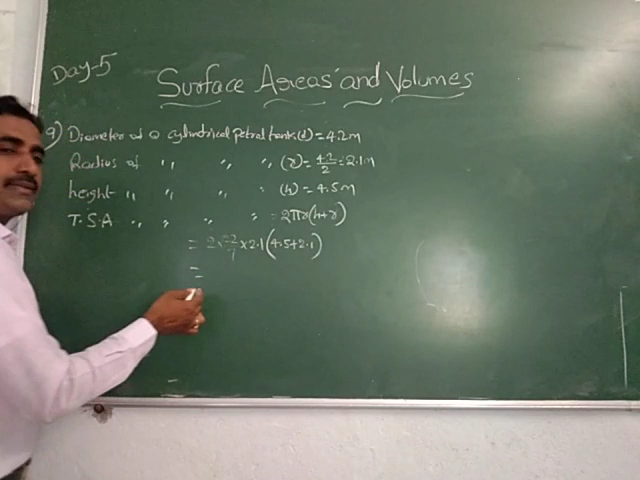 Day-5
Surface Areas and Volumes
9) Diameter of a cylindrical petrol tank (d) = 4.2m
Radius of " " " (r) = 4.2/2 = 2.1m
height " " " (h) = 4.5m
T.S.A " " " " = 2πr(h+r)
= 2 × 22/7 × 2.1(4.5+2.1)
=
=